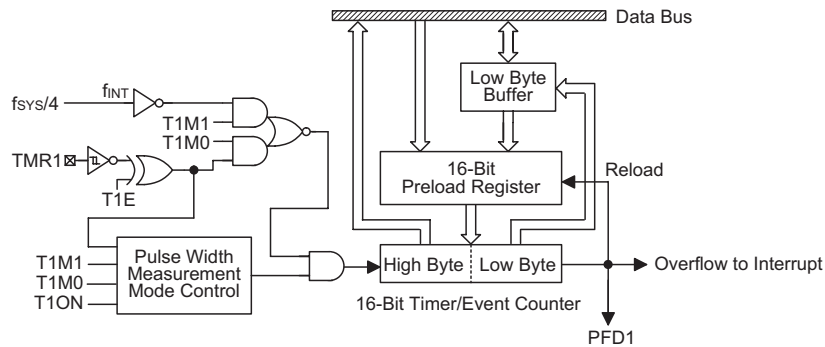 Data Bus
Low Byte
Buffer
fINT
fSYS/4
T1M1
T1M0
TMR1
T1E
16-Bit
Preload Register
Reload
T1M1
T1M0
T1ON
Pulse Width
Measurement
Mode Control
High Byte
Low Byte
Overflow to Interrupt
16-Bit Timer/Event Counter
PFD1